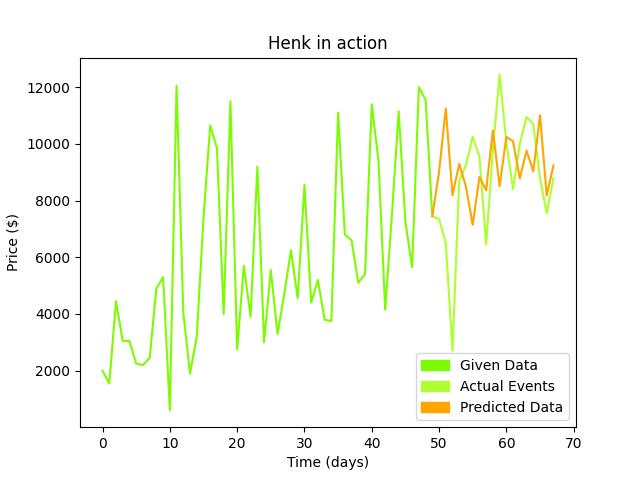 Henk in action
Price ($)
12000
10000
8000
6000
4000
2000
Given Data
Actual Events
Predicted Data
0 10 20 30 40 50 60 70
Time (days)